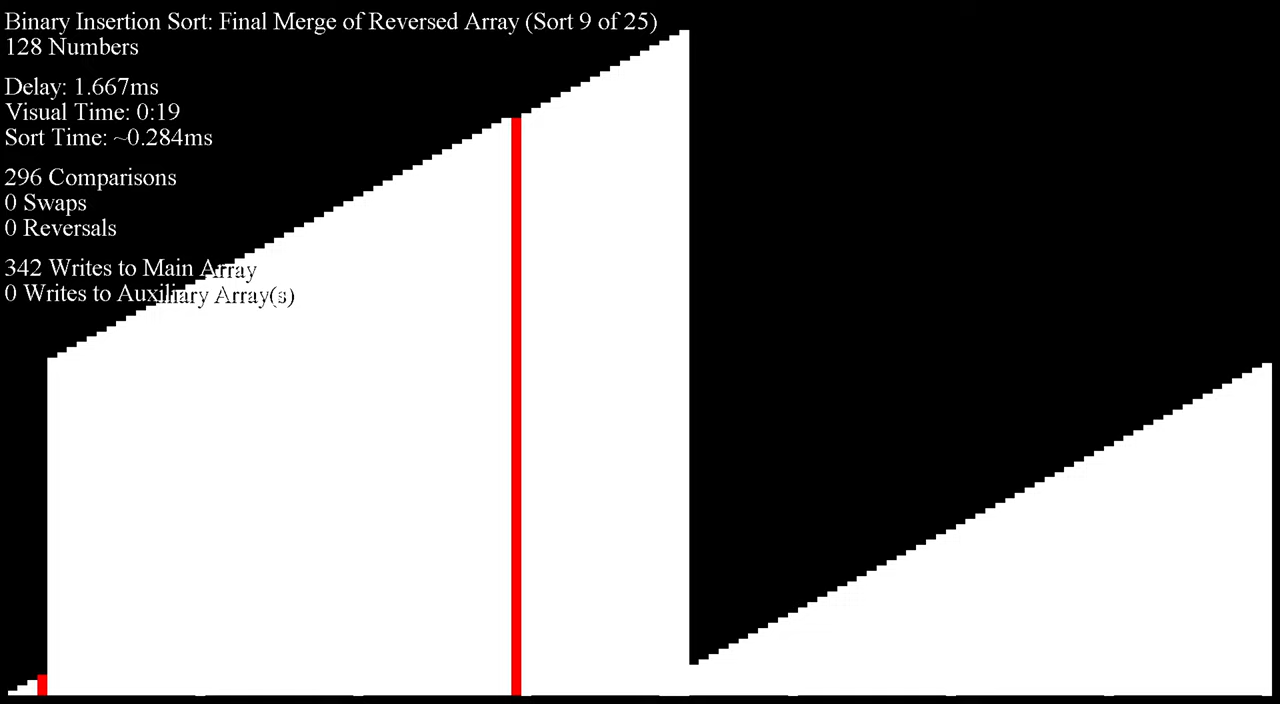 Binary Insertion Sort: Final Merge of Reversed Array (Sort 9 of 25)
128 Numbers
Delay: 1.667ms
Visual Time: 0:19
Sort Time: ~0.284ms
296 Comparisons
0 Swaps
0 Reversals
342 Writes to Main Array
0 Writes to Auxiliary Array(s)